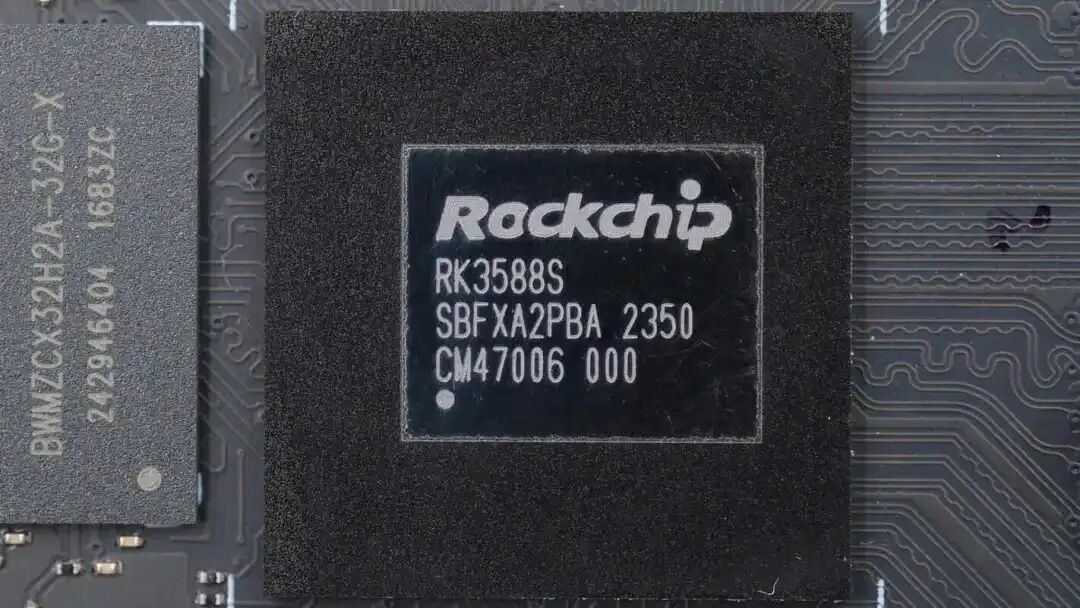 Rockchip
RK3588S
SBFXA2PBA 2350
CM47006 000
BWMZCX32H2A-32G-X
242946404 1683ZC